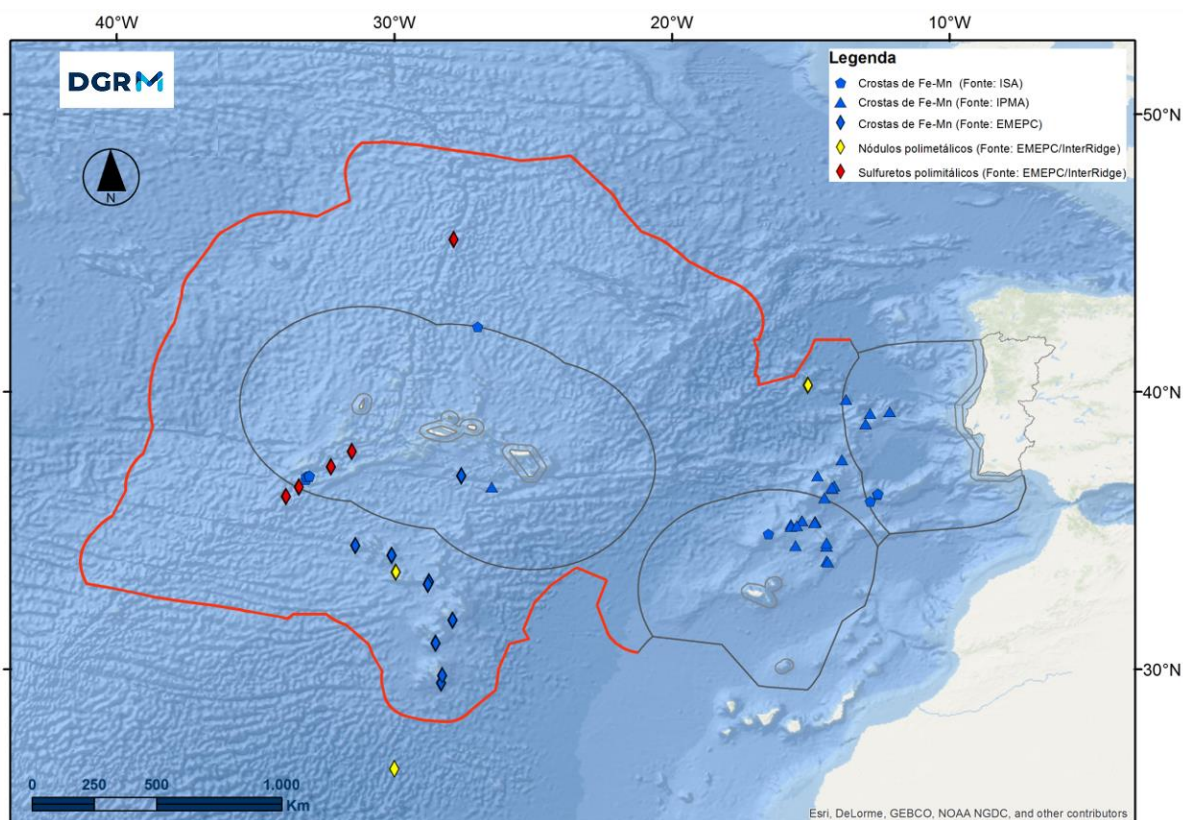 40°W 30°W 20°W 10°W
DGRM
Legenda
Crostas de Fe-Mn (Fonte: ISA)
Crostas de Fe-Mn (Fonte: IPMA)
Crostas de Fe-Mn (Fonte: EMEPC)
Nódulos polimetálicos (Fonte: EMEPC/InterRidge)
Sulfuretos polimitálicos (Fonte: EMEPC/InterRidge)
50°N
N
40°N 40°N
30°N 30°N
0 250 500 1.000
Km
Esri, DeLorme, GEBCO, NOAA NGDC, and other contributors